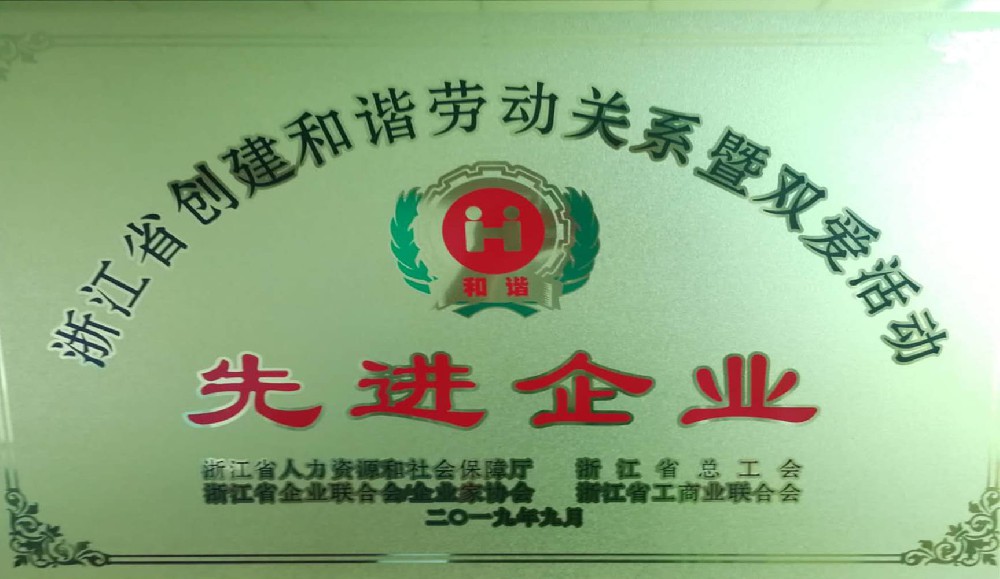 浙江省创建和谐劳动关系暨双爱活动
和谐
先进企业
浙江省人力资源和社会保障厅 浙江省总工会
浙江省企业联合会/企业家协会 浙江省工商业联合会
二〇一九年九月